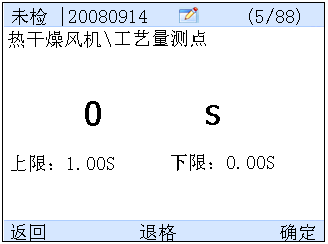 未检 |20080914 (5/88)
热干燥风机\工艺量测点
0 s
上限：1.00S 下限：0.00S
返回 退格 确定